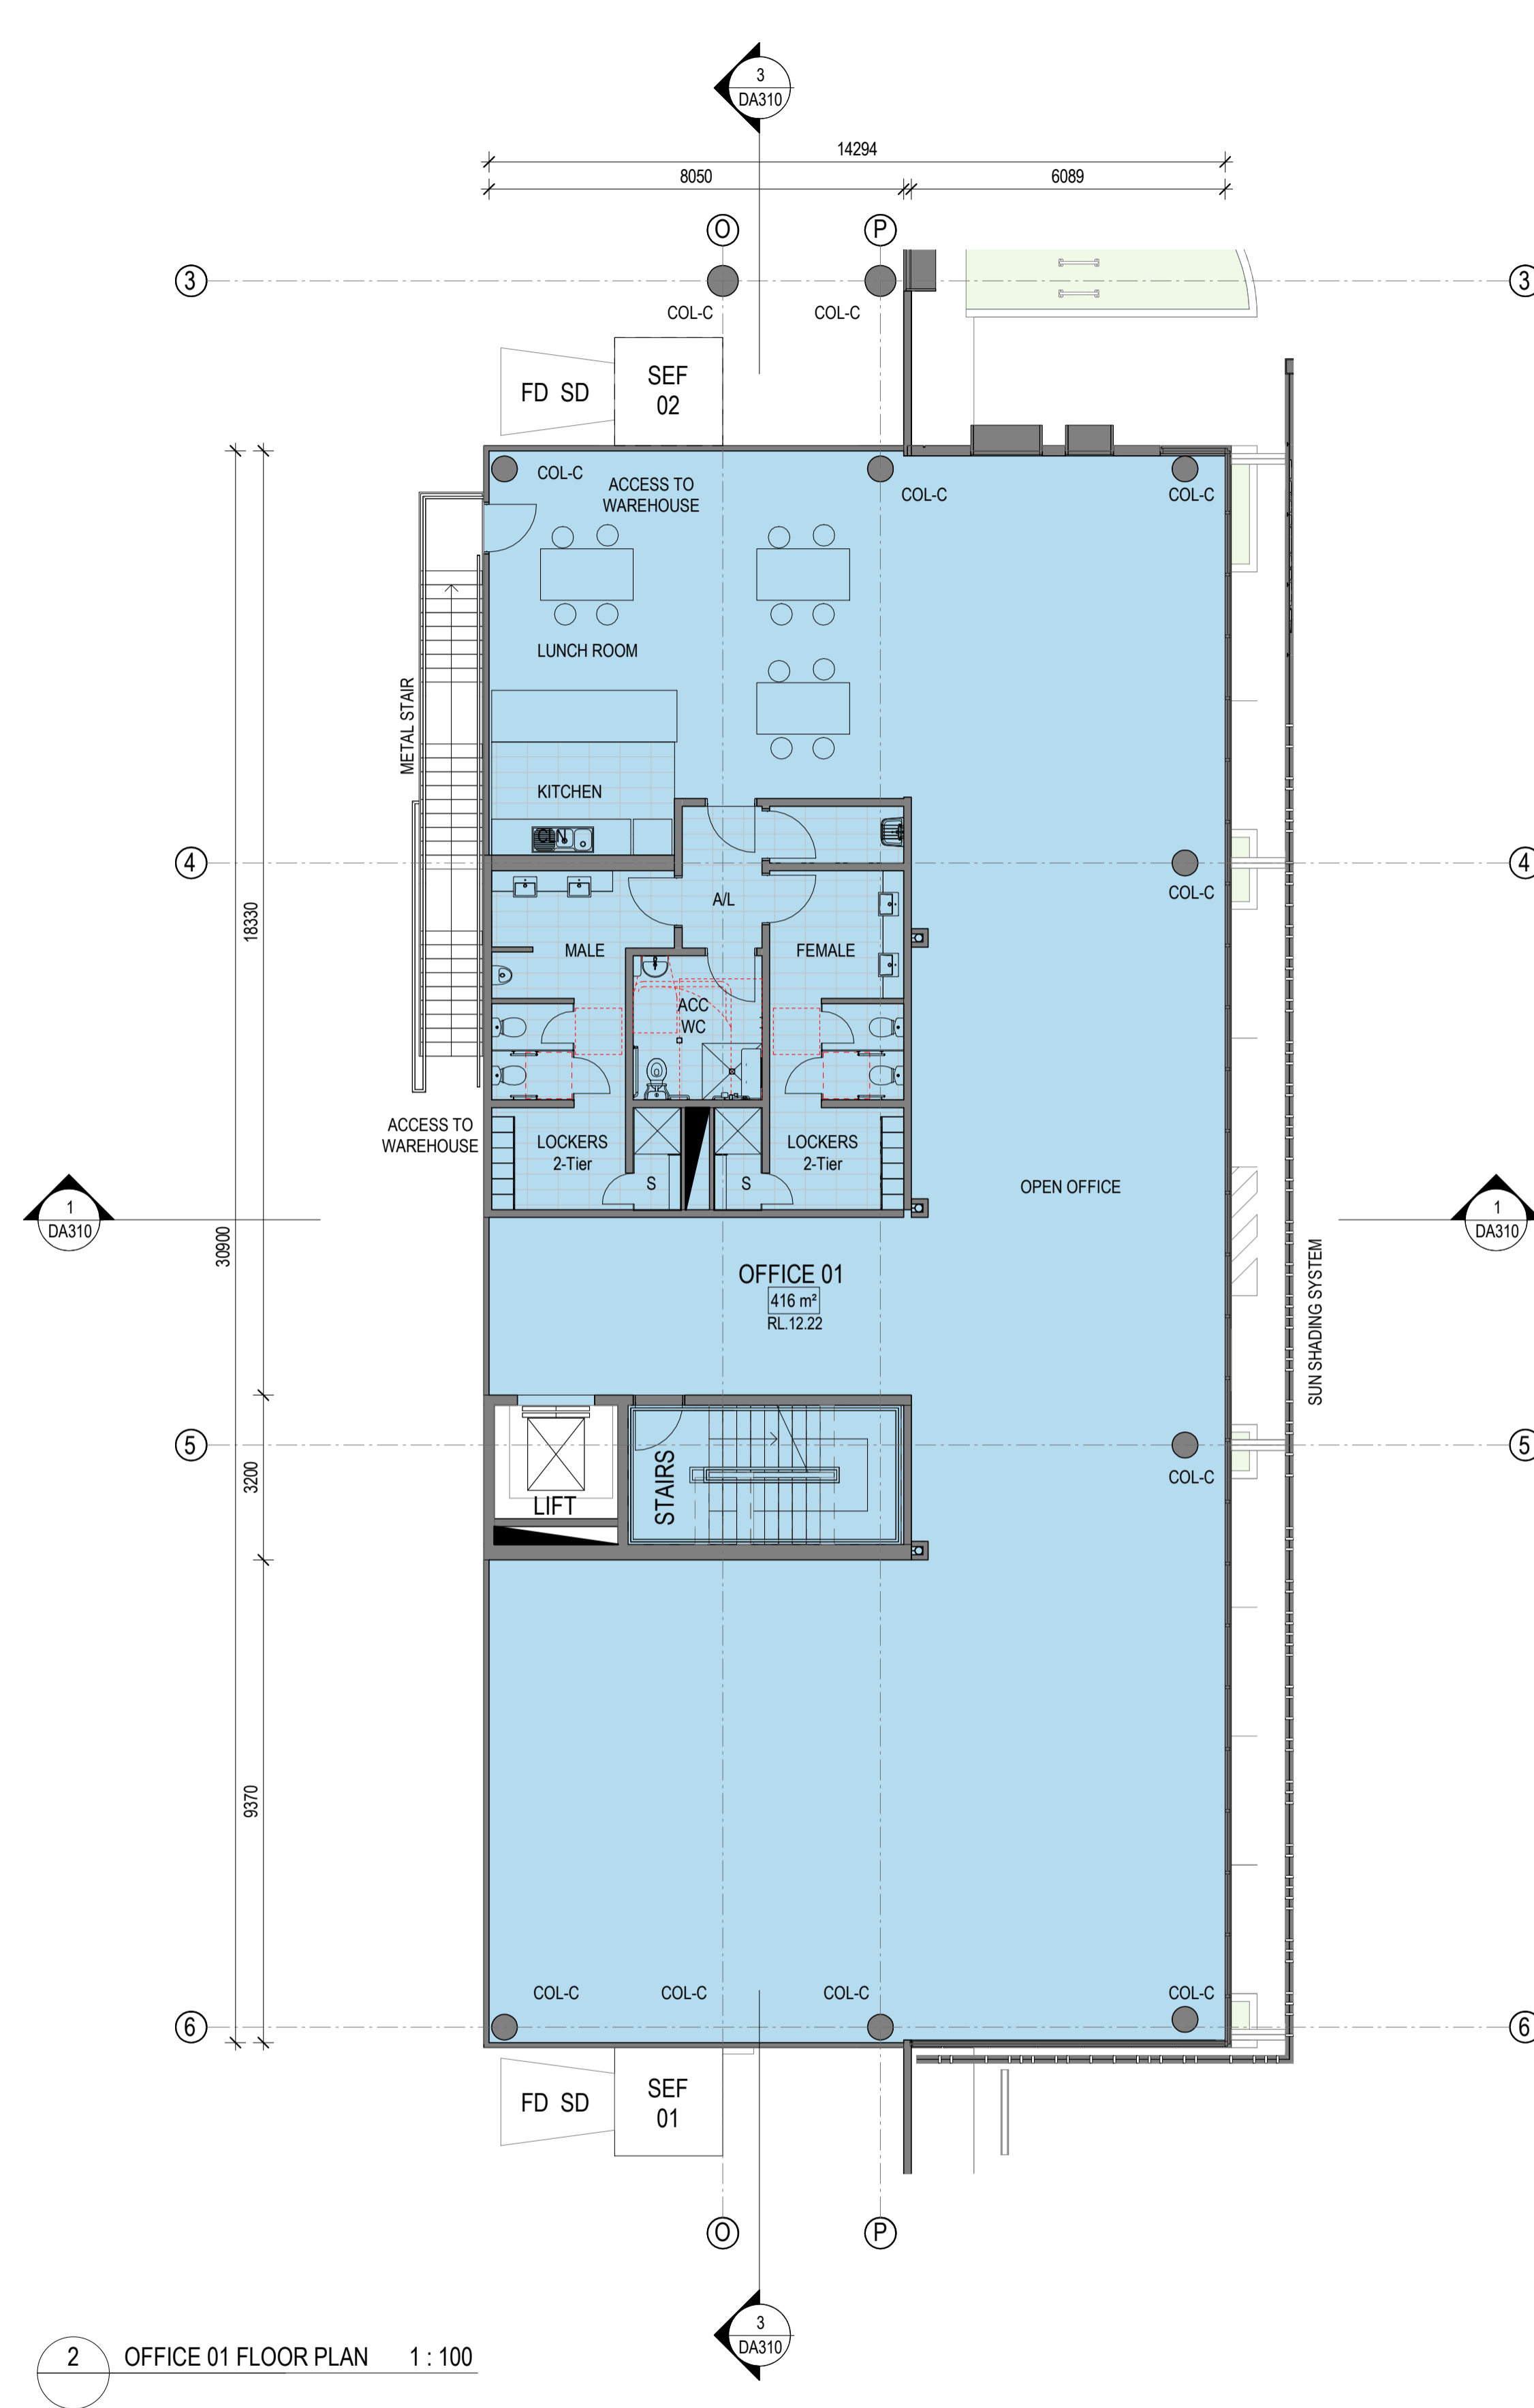 3
DA310
14294
8050
6089
O
P
3
3
COL-C
COL-C
FD SD
SEF
02
COL-C
ACCESS TO
WAREHOUSE
COL-C
COL-C
LUNCH ROOM
METAL STAIR
KITCHEN
CLN
4
4
A/L
COL-C
18330
MALE
FEMALE
ACC
WC
ACCESS TO
WAREHOUSE
LOCKERS
2-Tier
LOCKERS
2-Tier
S
S
OPEN OFFICE
1
DA310
1
DA310
30900
OFFICE 01
416 m²
RL.12.22
SUN SHADING SYSTEM
5
5
3200
LIFT
STAIRS
COL-C
9370
COL-C
COL-C
COL-C
COL-C
6
6
FD SD
SEF
01
O
P
3
DA310
2
OFFICE 01 FLOOR PLAN 1 : 100